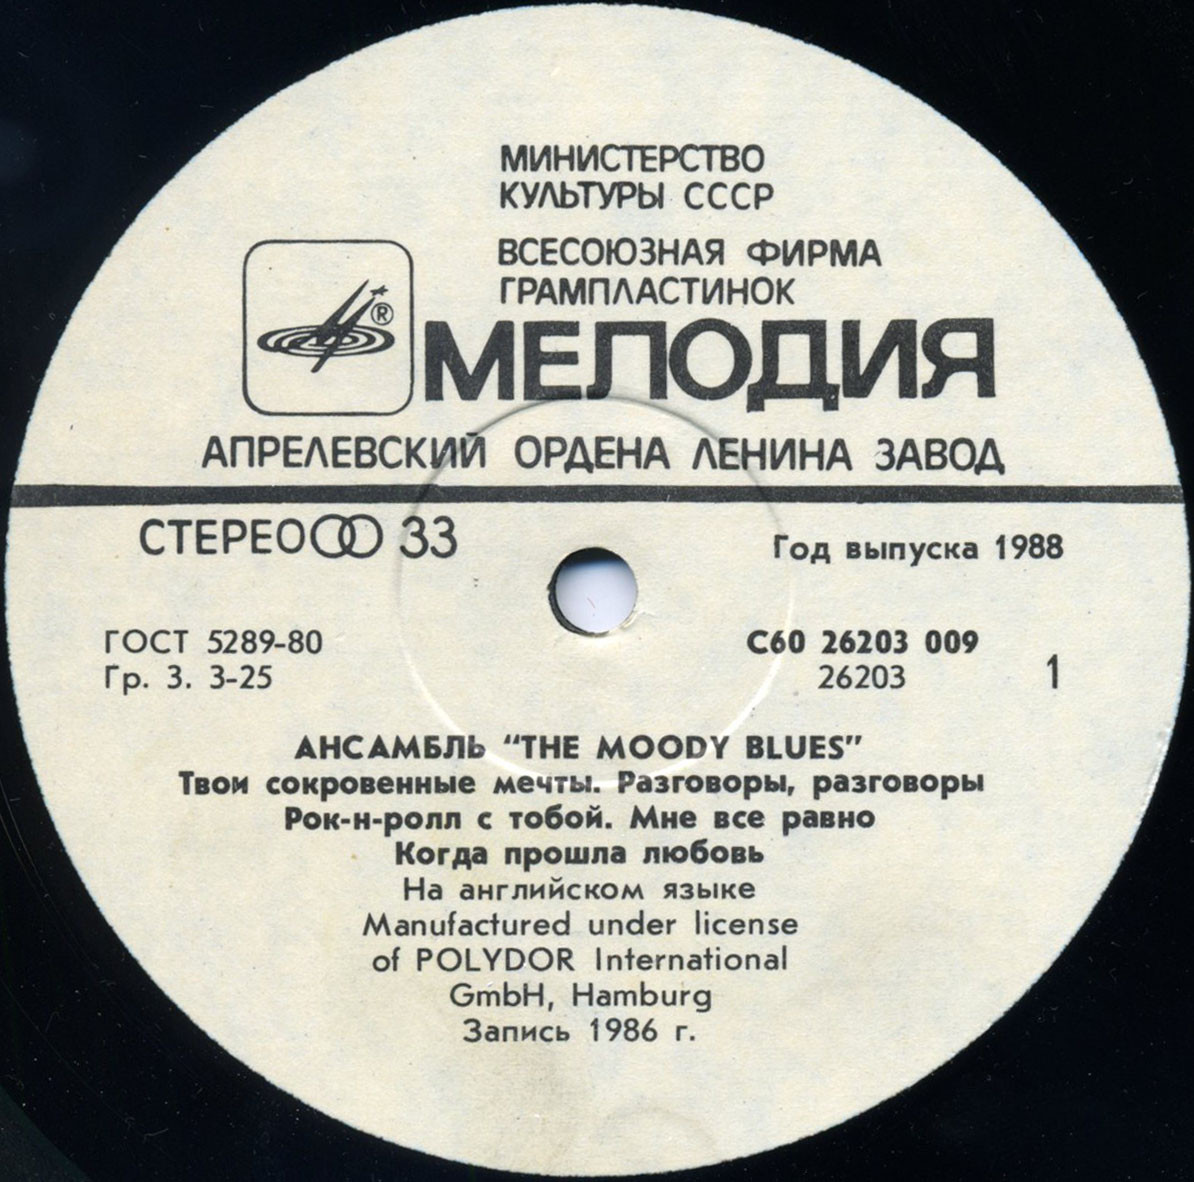 МИНИСТЕРСТВО
КУЛЬТУРЫ СССР
ВСЕСОЮЗНАЯ ФИРМА
ГРАМПЛАСТИНОК
®
МЕЛОДИЯ
АПРЕЛЕВСКИЙ ОРДЕНА ЛЕНИНА ЗАВОД
СТЕРЕО 33
Год выпуска 1988
ГОСТ 5289-80
С60 26203 009
Гр. 3. 3-25
26203 1
АНСАМБЛЬ "THE MOODY BLUES"
Твои сокровенные мечты. Разговоры, разговоры
Рок-н-ролл с тобой. Мне все равно
Когда прошла любовь
На английском языке
Manufactured under license
of POLYDOR International
GmbH, Hamburg
Запись 1986 г.